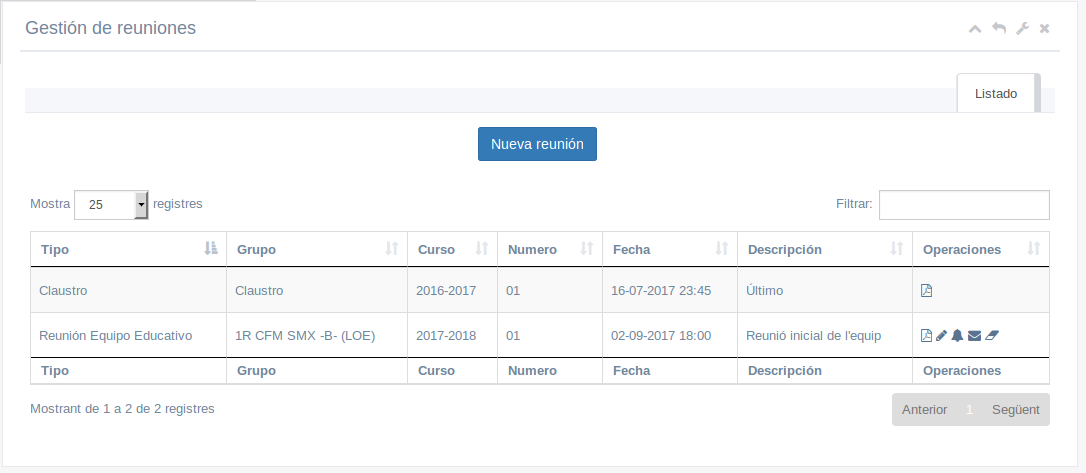 Gestión de reuniones
Listado
Nueva reunión
Mostra 25 registres Filtrar:
Tipo Grupo Curso Numero Fecha Descripción Operaciones
Claustro Claustro 2016-2017 01 16-07-2017 23:45 Último
Reunión Equipo Educativo 1R CFM SMX -B- (LOE) 2017-2018 01 02-09-2017 18:00 Reunió inicial de l'equip
Tipo Grupo Curso Numero Fecha Descripción Operaciones
Mostrant de 1 a 2 de 2 registres Anterior 1 Següent